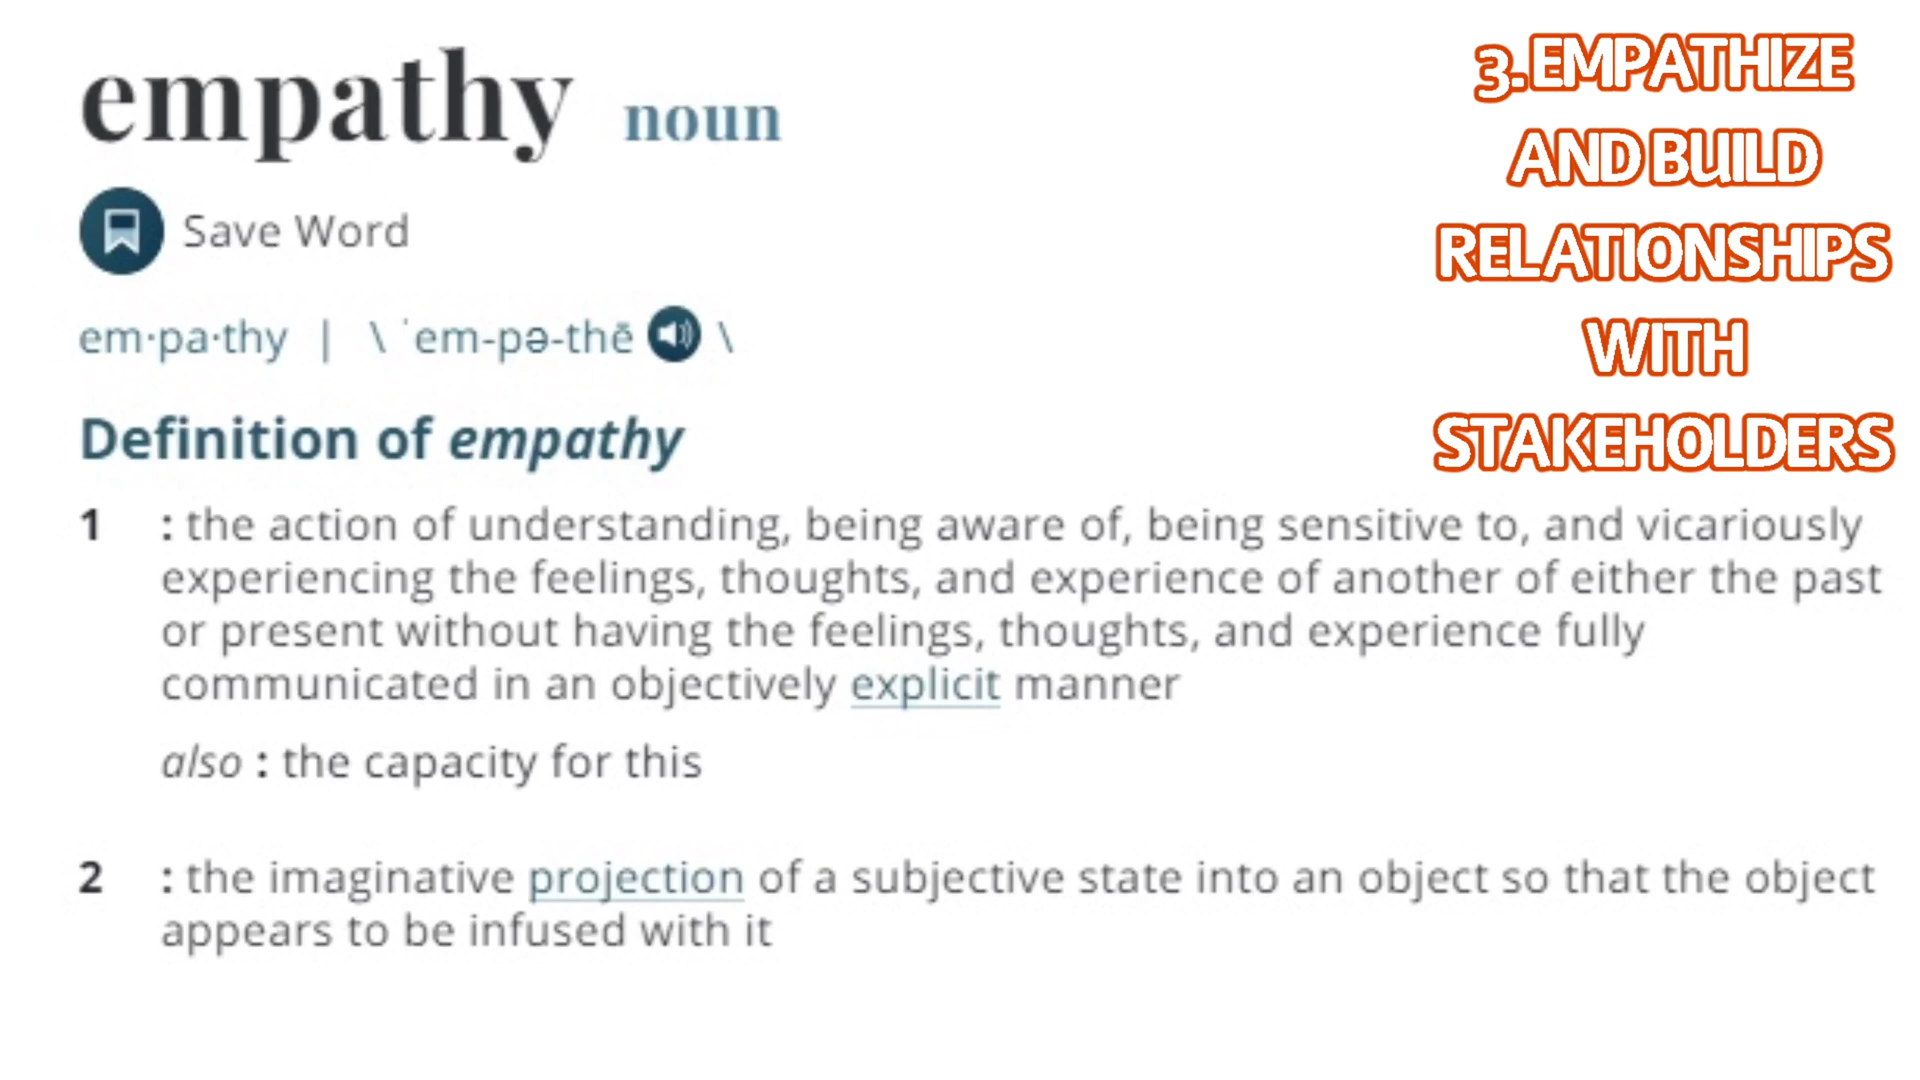 empathy noun
Save Word
em·pa·thy | \ ˈem-pə-thē \
Definition of empathy
1 : the action of understanding, being aware of, being sensitive to, and vicariously
experiencing the feelings, thoughts, and experience of another of either the past
or present without having the feelings, thoughts, and experience fully
communicated in an objectively explicit manner
also : the capacity for this
2 : the imaginative projection of a subjective state into an object so that the object
appears to be infused with it
3.EMPATHIZE
AND BUILD
RELATIONSHIPS
WITH
STAKEHOLDERS